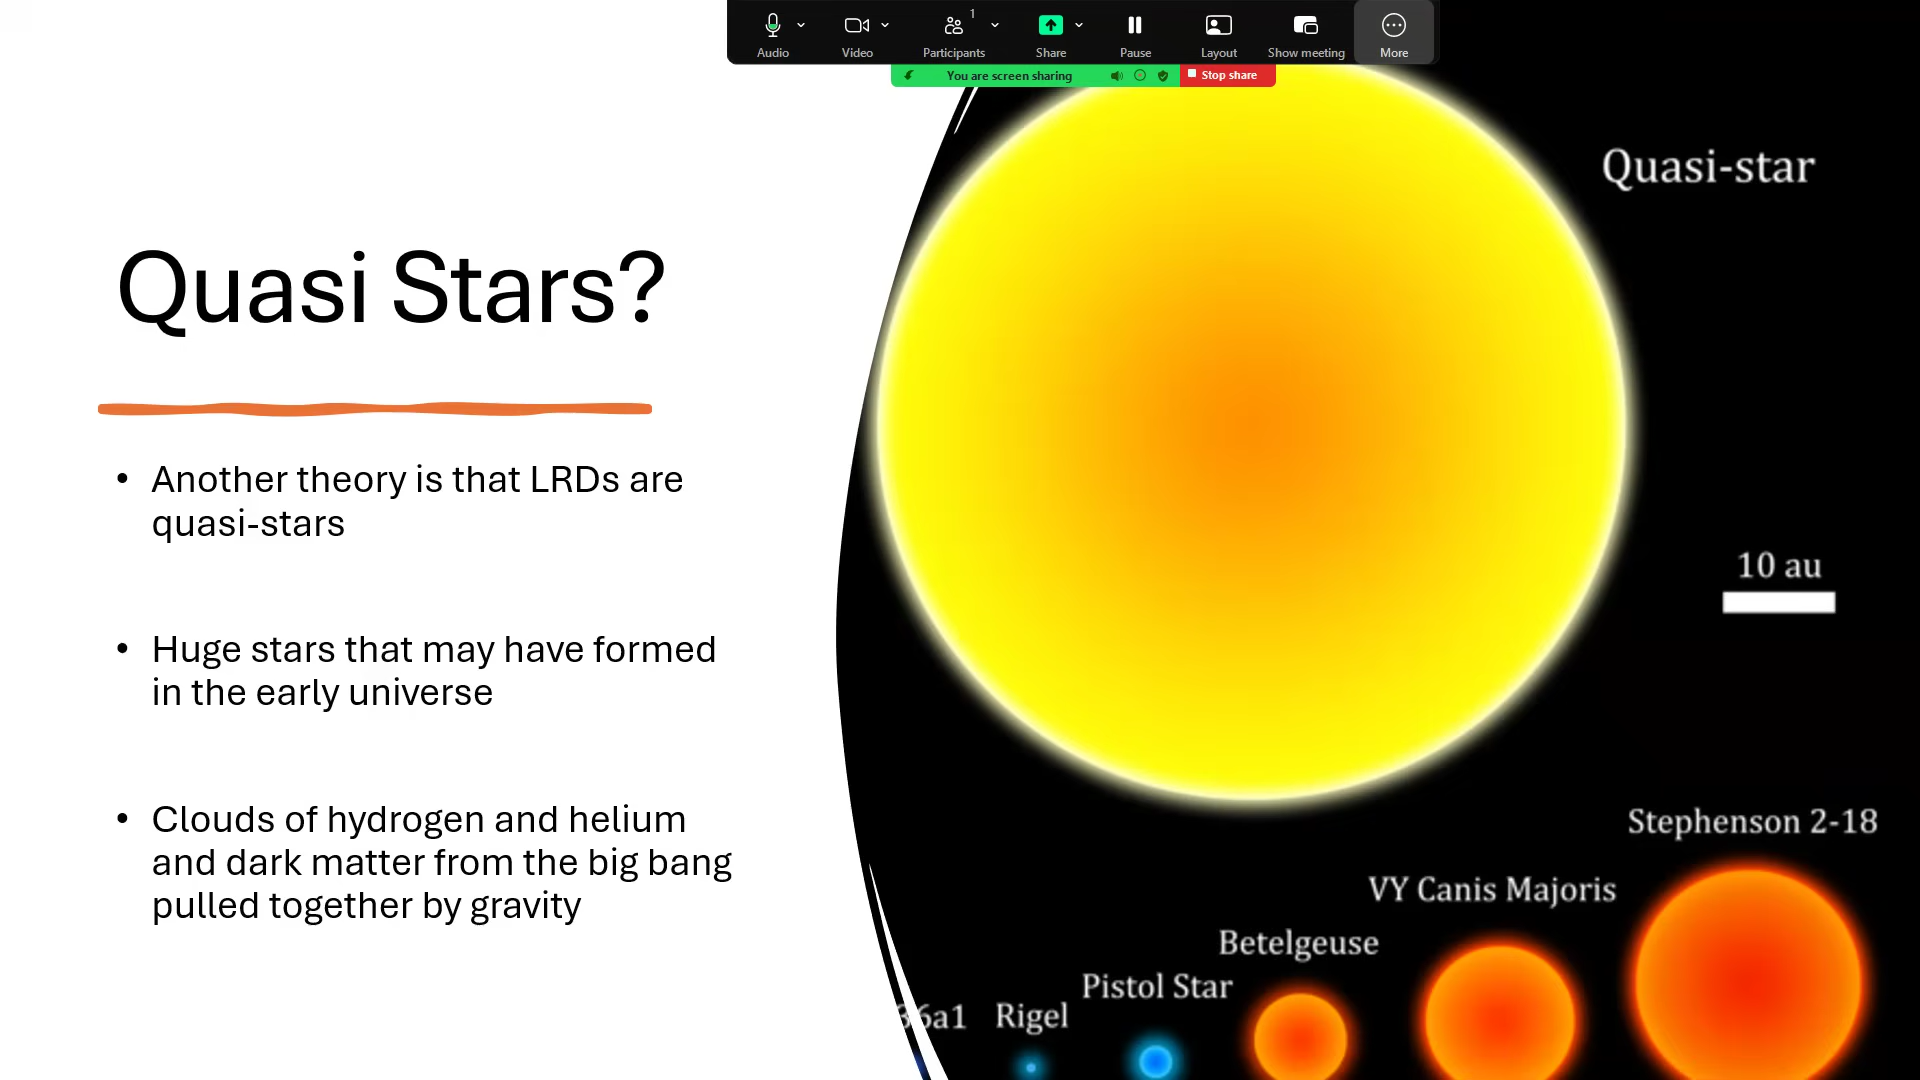 1
Audio
Video
Participants
Share
Pause
Layout
Show meeting
More
You are screen sharing
Stop share
Quasi-star
Quasi Stars?
• Another theory is that LRDs are
quasi-stars
• Huge stars that may have formed
in the early universe
• Clouds of hydrogen and helium
and dark matter from the big bang
pulled together by gravity
10 au
Stephenson 2-18
VY Canis Majoris
Betelgeuse
Pistol Star
Rigel
36a1